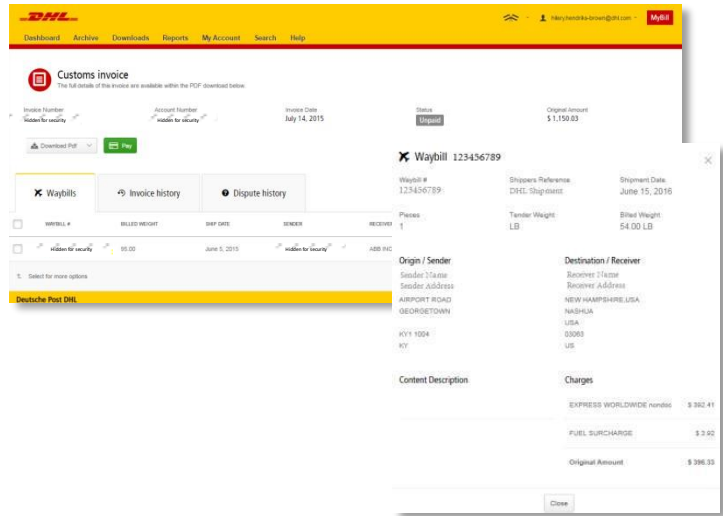 DHL
hilery.hendriks-brown@dhl.com
MyBill
Dashboard Archive Downloads Reports My Account Search Help
Customs invoice
The full details of this invoice are available within the PDF download below.
Invoice Number Account Number Invoice Date Status Original Amount
Hidden for security Hidden for security July 14, 2015 Unpaid $ 1,150.03
Download Pdf Pay
Waybills Invoice history Dispute history
WAYBILL # BILLED WEIGHT SHIP DATE SENDER RECEIVER
Hidden for security 95.00 June 5, 2015 Hidden for security ABB INC
Select for more options
Deutsche Post DHL
Waybill 123456789
Waybill # Shippers Reference Shipment Date
123456789 DHL Shipment June 15, 2016
Pieces Tender Weight Billed Weight
1 LB 54.00 LB
Origin / Sender Destination / Receiver
Sender Name Receiver Name
Sender Address Receiver Address
AIRPORT ROAD NEW HAMPSHIRE,USA
GEORGETOWN NASHUA
USA
KY1 1004 03063
KY US
Content Description Charges
EXPRESS WORLDWIDE nondoc $ 392.41
FUEL SURCHARGE $ 3.92
Original Amount $ 396.33
Close